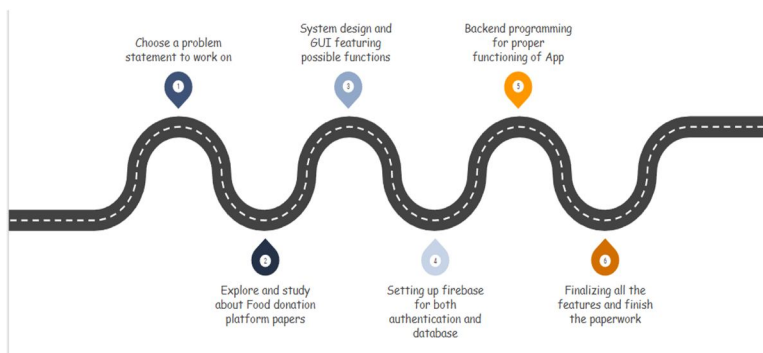 Choose a problem
statement to work on
1
System design and
GUI featuring
possible functions
3
Backend programming
for proper
functioning of App
5
2
Explore and study
about Food donation
platform papers
4
Setting up firebase
for both
authentication and
database
6
Finalizing all the
features and finish
the paperwork